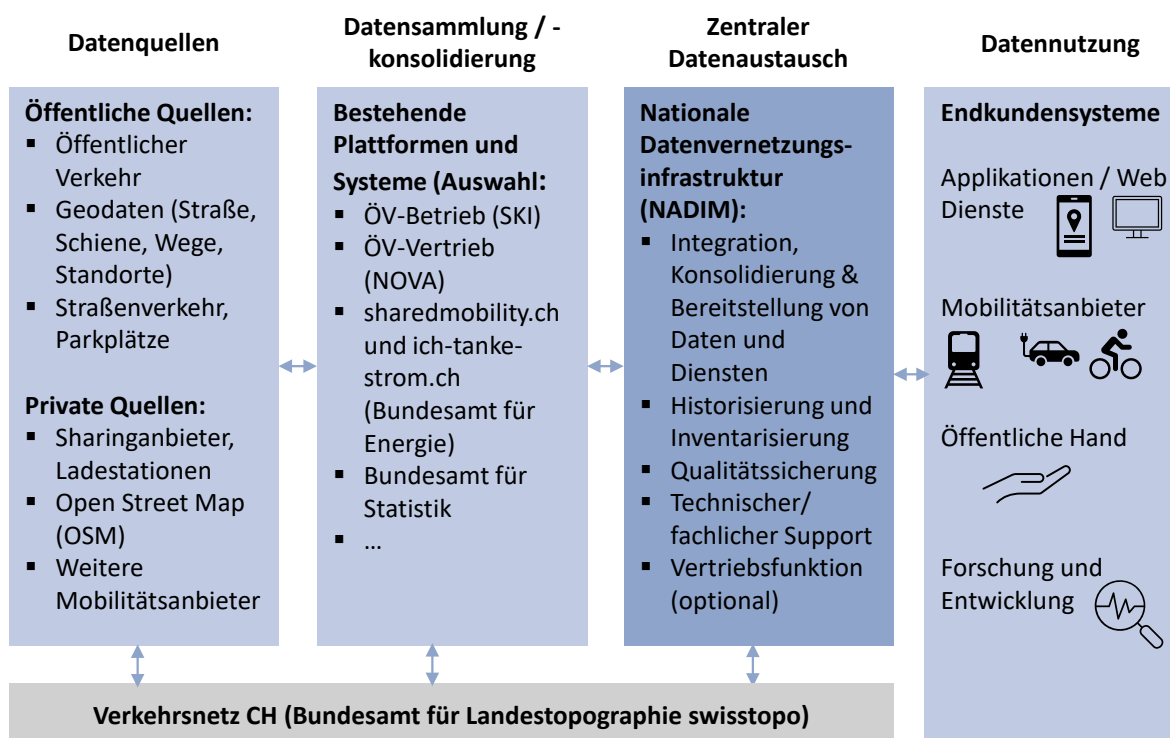 Datenquellen
Datensammlung / -
konsolidierung
Zentraler
Datenaustausch
Datennutzung
Öffentliche Quellen:
▪ Öffentlicher
Verkehr
▪ Geodaten (Straße,
Schiene, Wege,
Standorte)
▪ Straßenverkehr,
Parkplätze
Private Quellen:
▪ Sharinganbieter,
Ladestationen
▪ Open Street Map
(OSM)
▪ Weitere
Mobilitätsanbieter
Bestehende
Plattformen und
Systeme (Auswahl:
▪ ÖV-Betrieb (SKI)
▪ ÖV-Vertrieb
(NOVA)
▪ sharedmobility.ch
und ich-tanke-
strom.ch
(Bundesamt für
Energie)
▪ Bundesamt für
Statistik
▪ …
Nationale
Datenvernetzungs-
infrastruktur
(NADIM):
▪ Integration,
Konsolidierung &
Bereitstellung von
Daten und
Diensten
▪ Historisierung und
Inventarisierung
▪ Qualitätssicherung
▪ Technischer/
fachlicher Support
▪ Vertriebsfunktion
(optional)
Endkundensysteme
Applikationen / Web
Dienste
Mobilitätsanbieter
Öffentliche Hand
Forschung und
Entwicklung
Verkehrsnetz CH (Bundesamt für Landestopographie swisstopo)